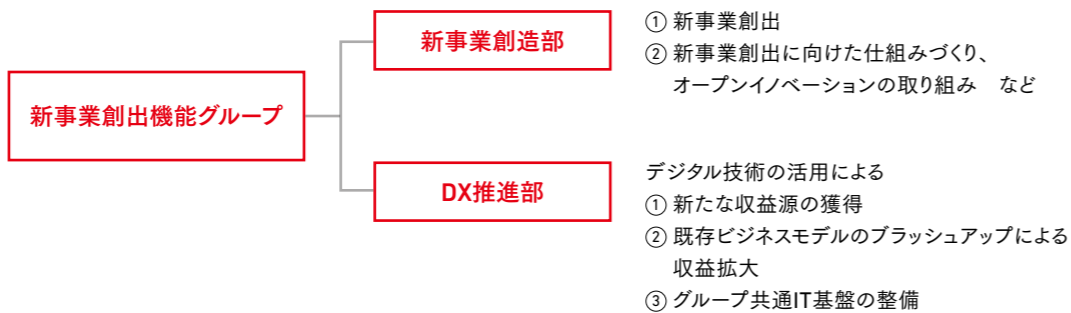 新事業創出機能グループ
新事業創造部
① 新事業創出
② 新事業創出に向けた仕組みづくり、
オープンイノベーションの取り組み　など
DX推進部
デジタル技術の活用による
① 新たな収益源の獲得
② 既存ビジネスモデルのブラッシュアップによる
収益拡大
③ グループ共通IT基盤の整備